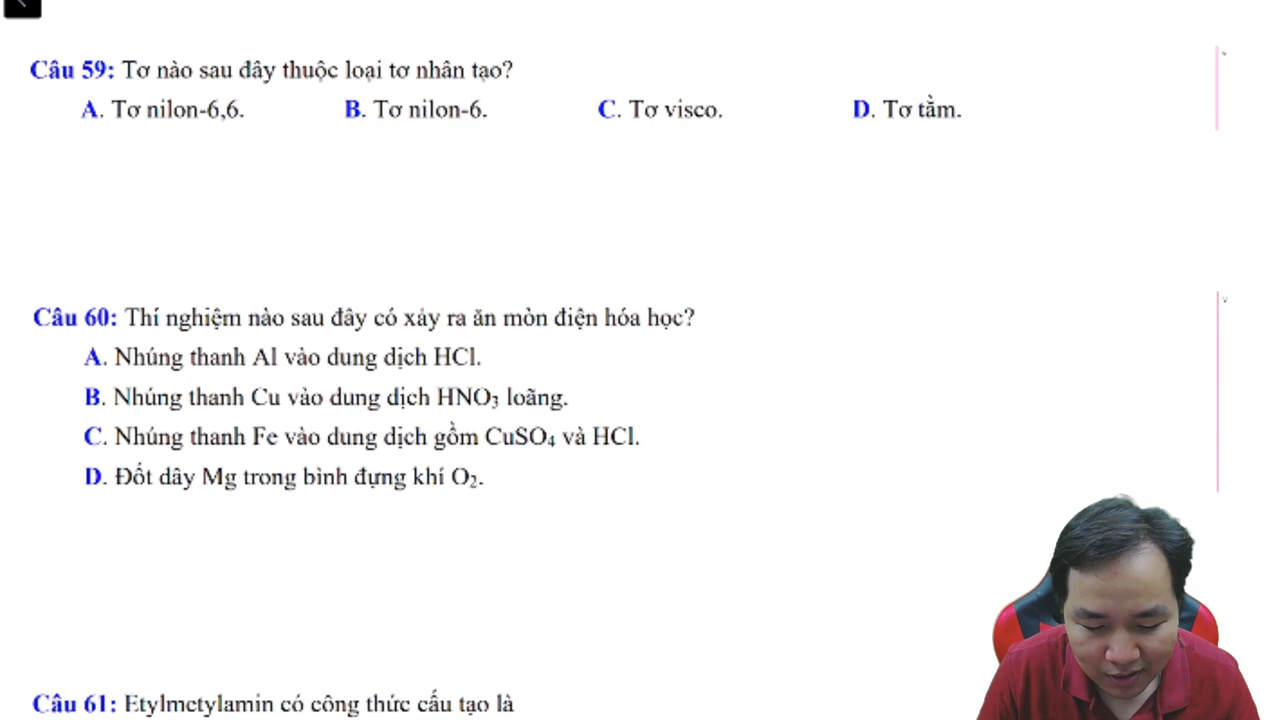 Câu 59: Tơ nào sau đây thuộc loại tơ nhân tạo?
A. Tơ nilon-6,6. B. Tơ nilon-6. C. Tơ visco. D. Tơ tằm.
Câu 60: Thí nghiệm nào sau đây có xảy ra ăn mòn điện hóa học?
A. Nhúng thanh Al vào dung dịch HCl.
B. Nhúng thanh Cu vào dung dịch HNO₃ loãng.
C. Nhúng thanh Fe vào dung dịch gồm CuSO₄ và HCl.
D. Đốt dây Mg trong bình đựng khí O₂.
Câu 61: Etylmetylamin có công thức cấu tạo là